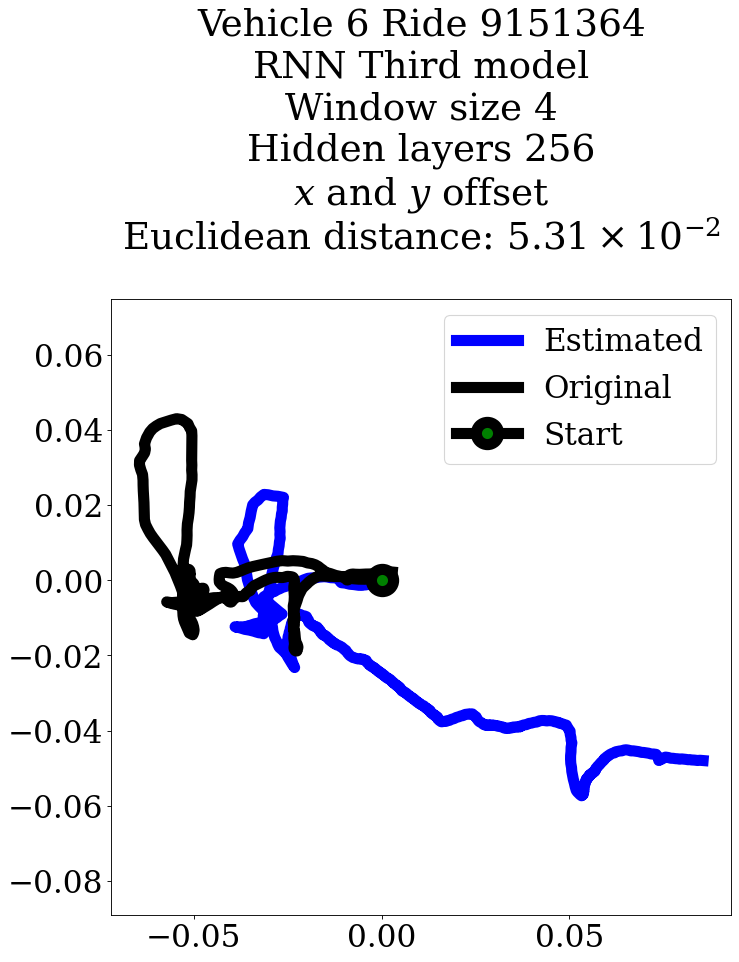 Vehicle 6 Ride 9151364
RNN Third model
Window size 4
Hidden layers 256
x and y offset
Euclidean distance: 5.31 × 10⁻²
Estimated
Original
Start
0.06
0.04
0.02
0.00
−0.02
−0.04
−0.06
−0.08
−0.05 0.00 0.05